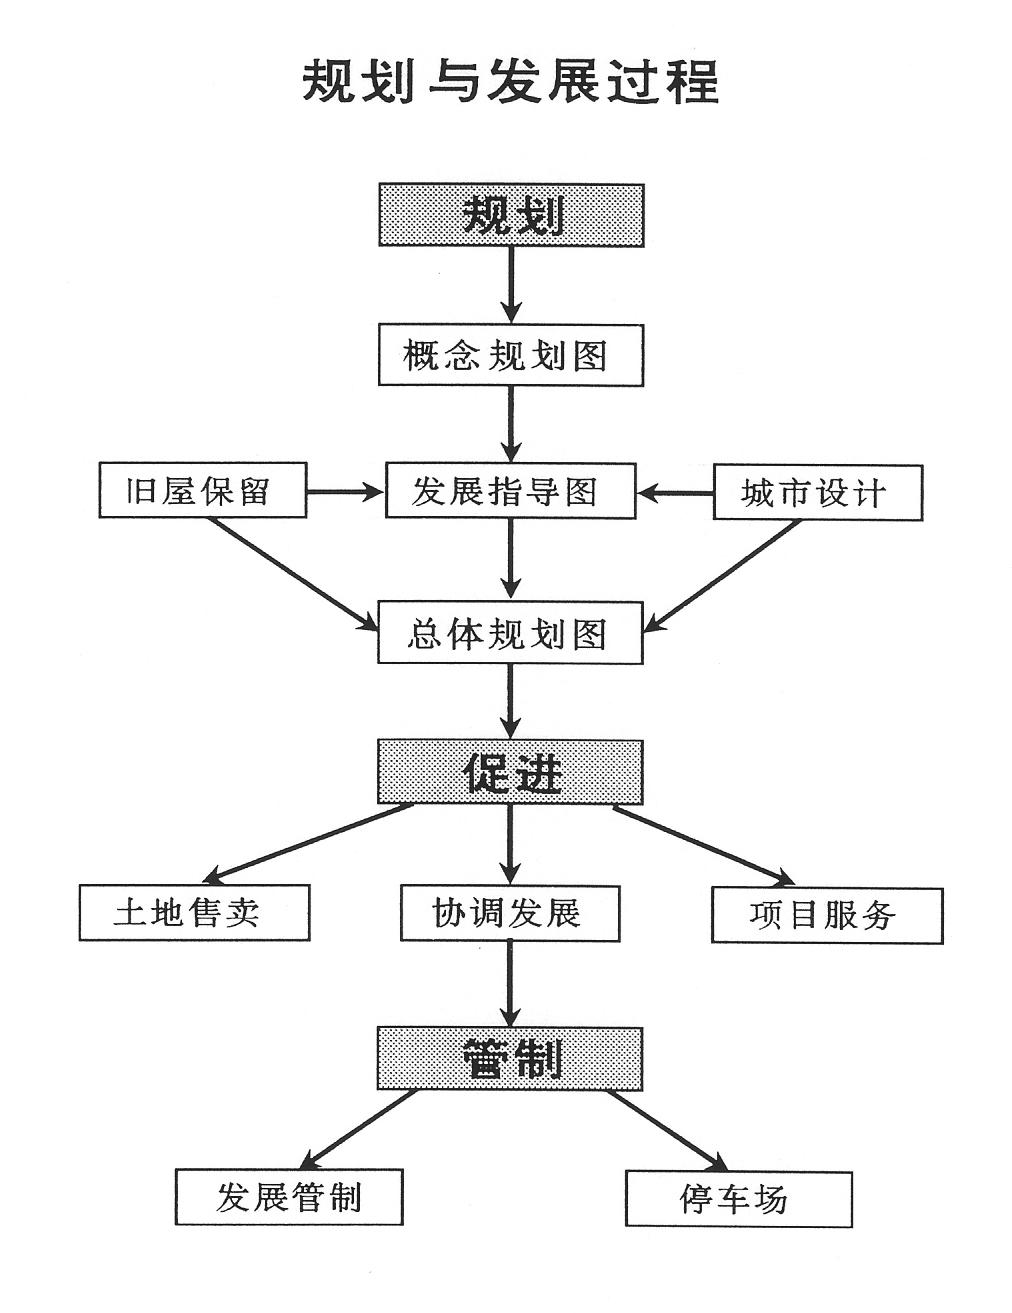 规划与发展过程
规划
概念规划图
旧屋保留
发展指导图
城市设计
总体规划图
促进
土地售卖
协调发展
项目服务
管制
发展管制
停车场